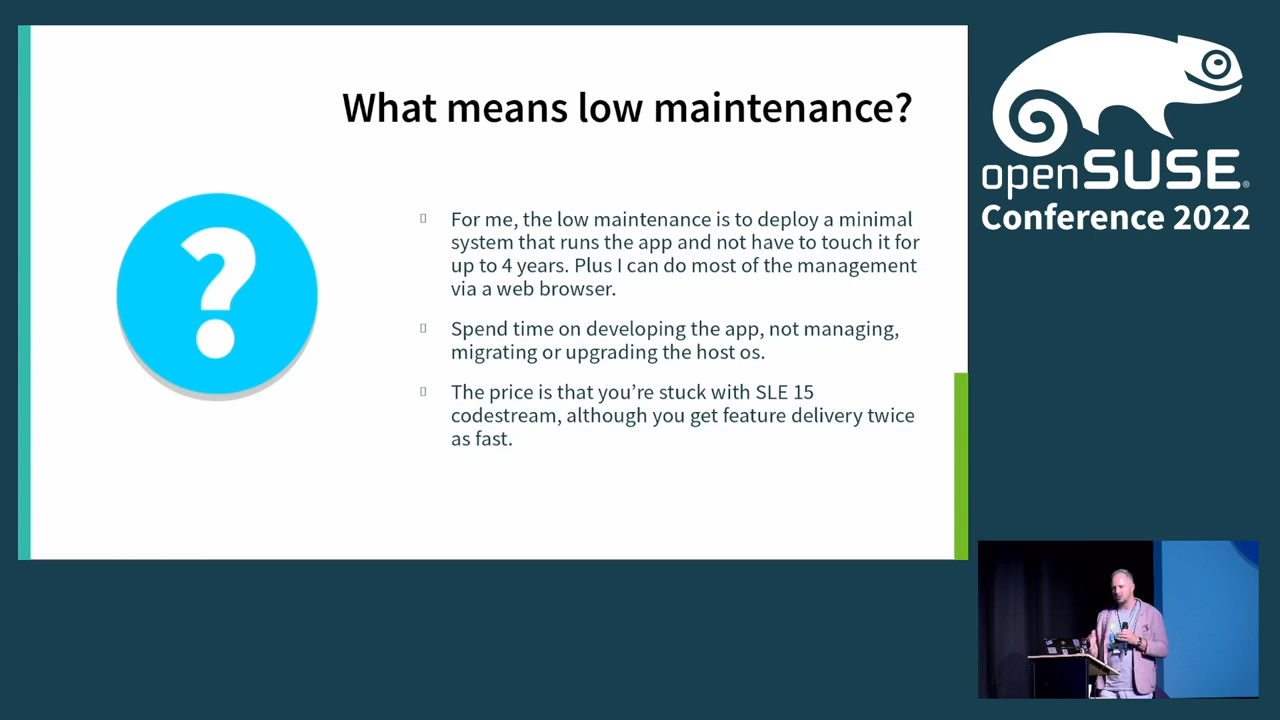 What means low maintenance?
For me, the low maintenance is to deploy a minimal
system that runs the app and not have to touch it for
up to 4 years. Plus I can do most of the management
via a web browser.
Spend time on developing the app, not managing,
migrating or upgrading the host os.
The price is that you’re stuck with SLE 15
codestream, although you get feature delivery twice
as fast.
openSUSE®
Conference 2022